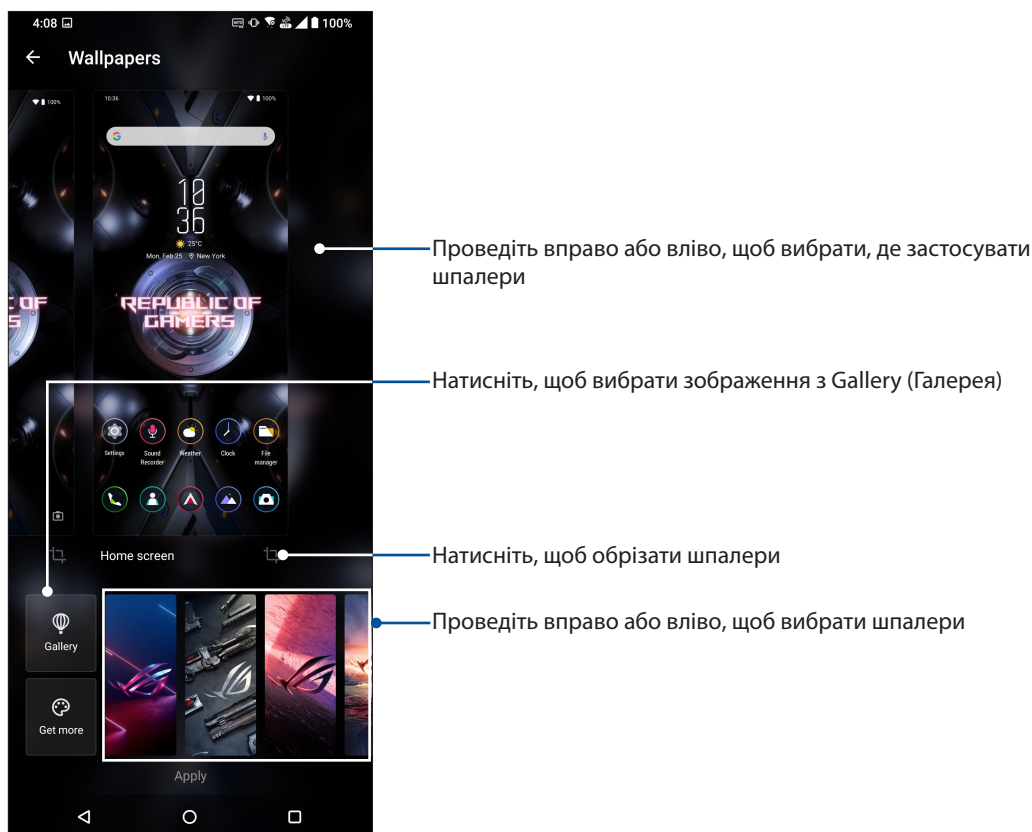 4:08 100%
Wallpapers
100%
10:36 100%
G
10
36
25°C
Mon, Feb 25 New York
REPUBLIC OF
GAMERS
OF
S
Проведіть вправо або вліво, щоб вибрати, де застосувати
шпалери
Натисніть, щоб вибрати зображення з Gallery (Галерея)
Settings Sound Weather Clock File
Recorder manager
Home screen
Натисніть, щоб обрізати шпалери
Gallery
Проведіть вправо або вліво, щоб вибрати шпалери
Get more
Apply